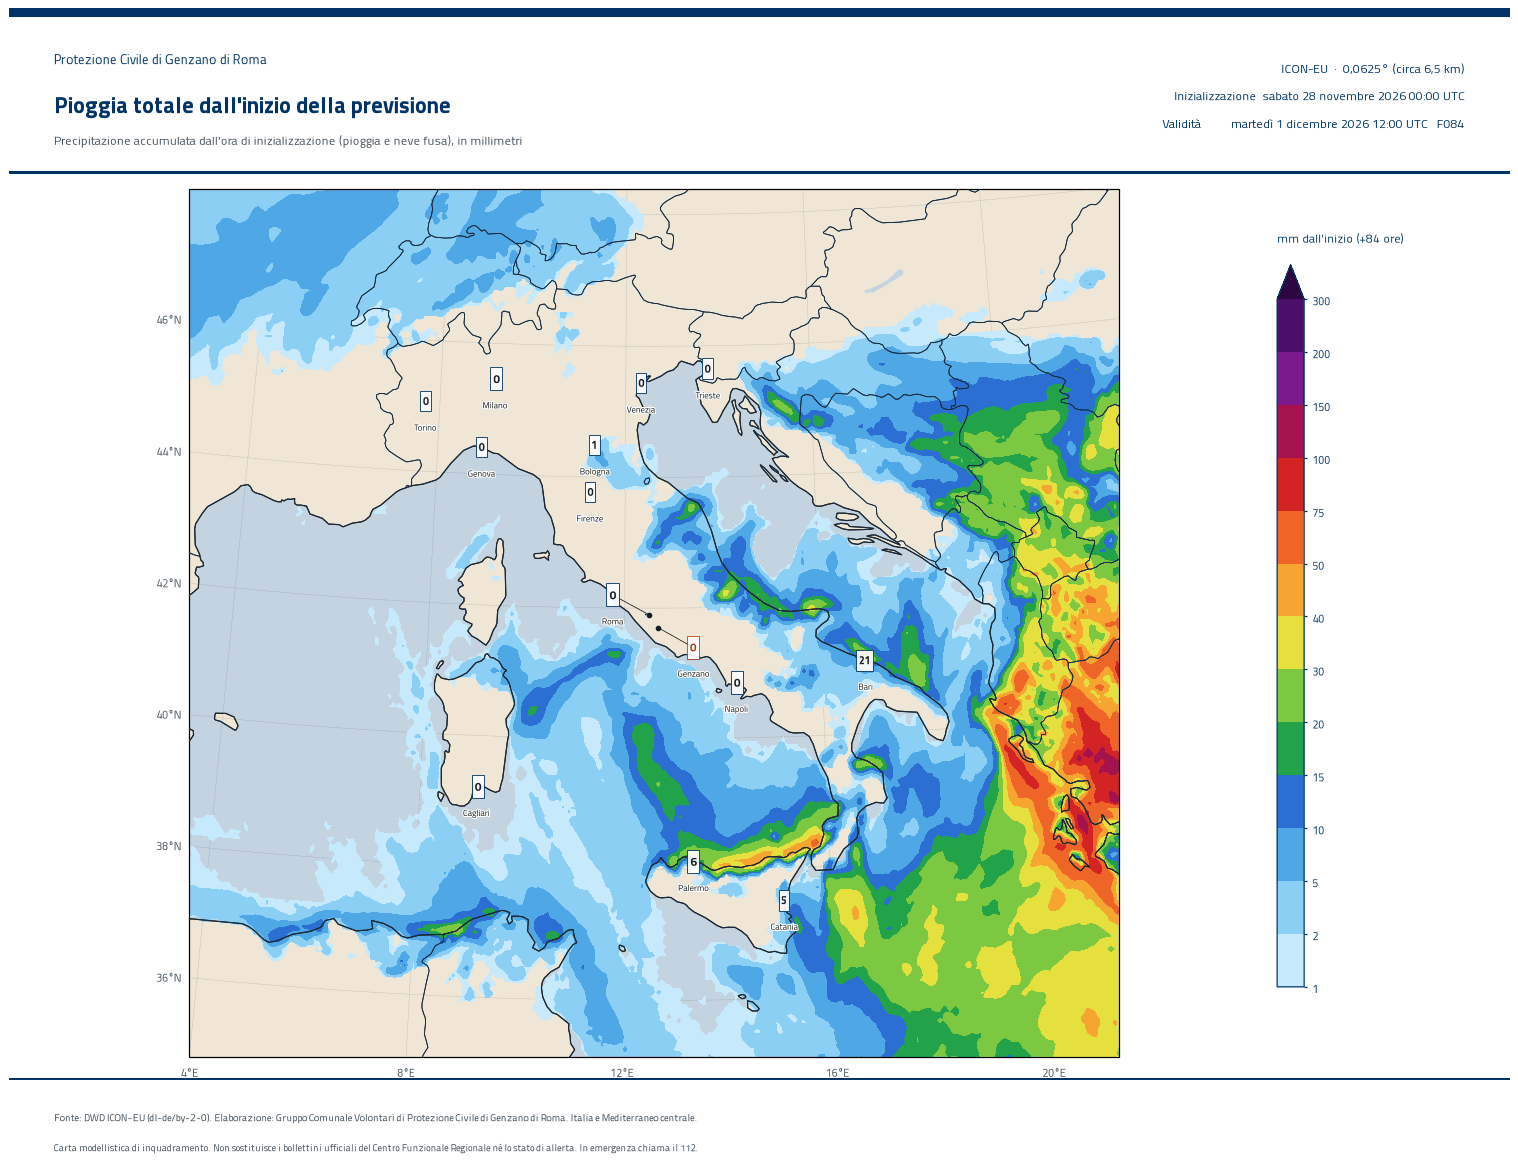 Protezione Civile di Genzano di Roma
Pioggia totale dall'inizio della previsione
Precipitazione accumulata dall'ora di inizializzazione (pioggia e neve fusa), in millimetri
ICON-EU · 0,0625° (circa 6,5 km)
Inizializzazione sabato 28 novembre 2026 00:00 UTC
Validità martedì 1 dicembre 2026 12:00 UTC F084
mm dall'inizio (+84 ore)
300
200
150
100
75
50
40
30
20
15
10
5
2
1
46°N
44°N
42°N
40°N
38°N
36°N
4°E
8°E
12°E
16°E
20°E
0
Trieste
0
Milano
0
Venezia
0
Torino
1
Bologna
0
Genova
0
Firenze
0
Roma
0
Genzano
21
Bari
0
Napoli
0
Cagliari
6
Palermo
5
Catania
Fonte: DWD ICON-EU (dl-de/by-2-0). Elaborazione: Gruppo Comunale Volontari di Protezione Civile di Genzano di Roma. Italia e Mediterraneo centrale.
Carta modellistica di inquadramento. Non sostituisce i bollettini ufficiali del Centro Funzionale Regionale né lo stato di allerta. In emergenza chiama il 112.